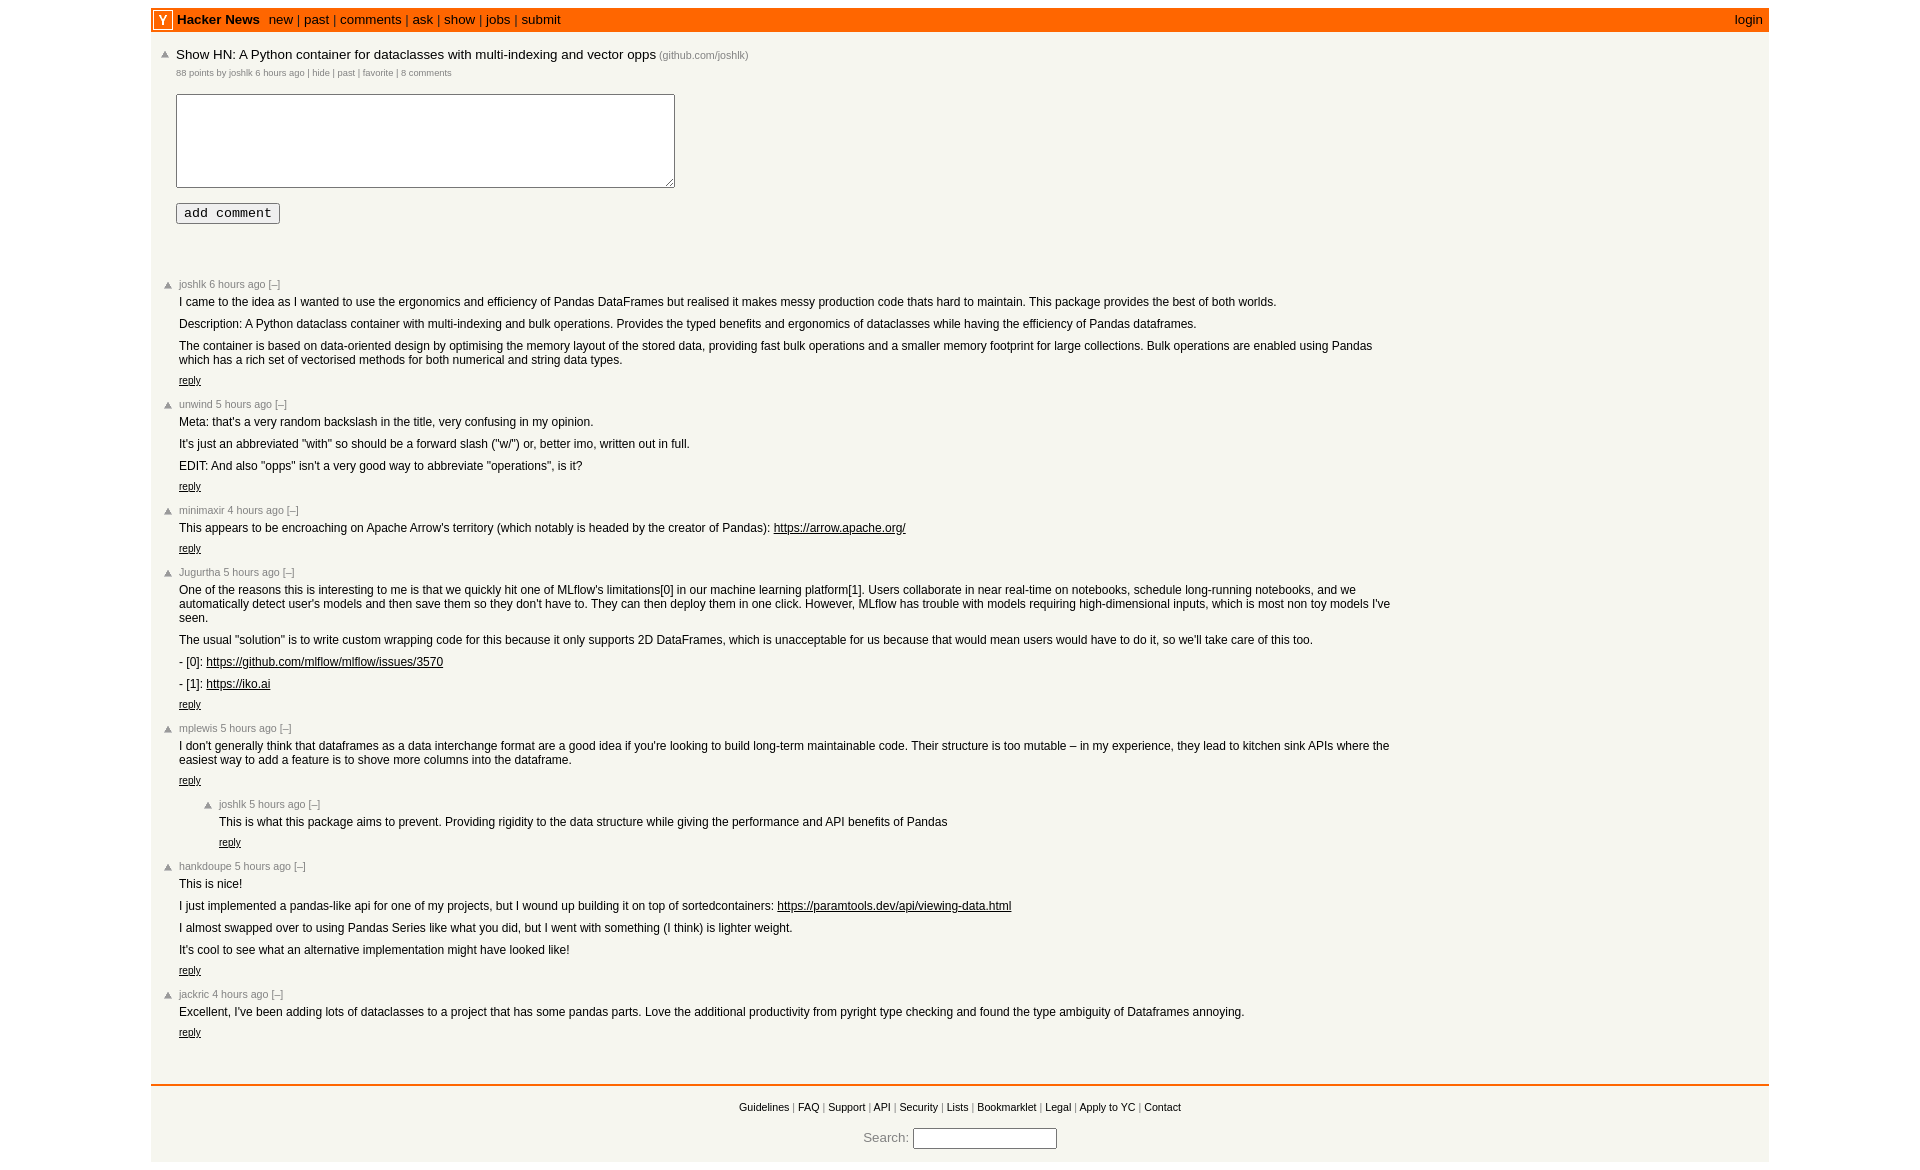 Y Hacker News new | past | comments | ask | show | jobs | submit login
Show HN: A Python container for dataclasses with multi-indexing and vector opps (github.com/joshlk)
88 points by joshlk 6 hours ago | hide | past | favorite | 8 comments
add comment
joshlk 6 hours ago [–]
I came to the idea as I wanted to use the ergonomics and efficiency of Pandas DataFrames but realised it makes messy production code thats hard to maintain. This package provides the best of both worlds.
Description: A Python dataclass container with multi-indexing and bulk operations. Provides the typed benefits and ergonomics of dataclasses while having the efficiency of Pandas dataframes.
The container is based on data-oriented design by optimising the memory layout of the stored data, providing fast bulk operations and a smaller memory footprint for large collections. Bulk operations are enabled using Pandas
which has a rich set of vectorised methods for both numerical and string data types.
reply
unwind 5 hours ago [–]
Meta: that's a very random backslash in the title, very confusing in my opinion.
It's just an abbreviated "with" so should be a forward slash ("w/") or, better imo, written out in full.
EDIT: And also "opps" isn't a very good way to abbreviate "operations", is it?
reply
minimaxir 4 hours ago [–]
This appears to be encroaching on Apache Arrow's territory (which notably is headed by the creator of Pandas): https://arrow.apache.org/
reply
Jugurtha 5 hours ago [–]
One of the reasons this is interesting to me is that we quickly hit one of MLflow's limitations[0] in our machine learning platform[1]. Users collaborate in near real-time on notebooks, schedule long-running notebooks, and we
automatically detect user's models and then save them so they don't have to. They can then deploy them in one click. However, MLflow has trouble with models requiring high-dimensional inputs, which is most non toy models I've
seen.
The usual "solution" is to write custom wrapping code for this because it only supports 2D DataFrames, which is unacceptable for us because that would mean users would have to do it, so we'll take care of this too.
- [0]: https://github.com/mlflow/mlflow/issues/3570
- [1]: https://iko.ai
reply
mplewis 5 hours ago [–]
I don't generally think that dataframes as a data interchange format are a good idea if you're looking to build long-term maintainable code. Their structure is too mutable – in my experience, they lead to kitchen sink APIs where the
easiest way to add a feature is to shove more columns into the dataframe.
reply
joshlk 5 hours ago [–]
This is what this package aims to prevent. Providing rigidity to the data structure while giving the performance and API benefits of Pandas
reply
hankdoupe 5 hours ago [–]
This is nice!
I just implemented a pandas-like api for one of my projects, but I wound up building it on top of sortedcontainers: https://paramtools.dev/api/viewing-data.html
I almost swapped over to using Pandas Series like what you did, but I went with something (I think) is lighter weight.
It's cool to see what an alternative implementation might have looked like!
reply
jackric 4 hours ago [–]
Excellent, I've been adding lots of dataclasses to a project that has some pandas parts. Love the additional productivity from pyright type checking and found the type ambiguity of Dataframes annoying.
reply
Guidelines | FAQ | Support | API | Security | Lists | Bookmarklet | Legal | Apply to YC | Contact
Search: